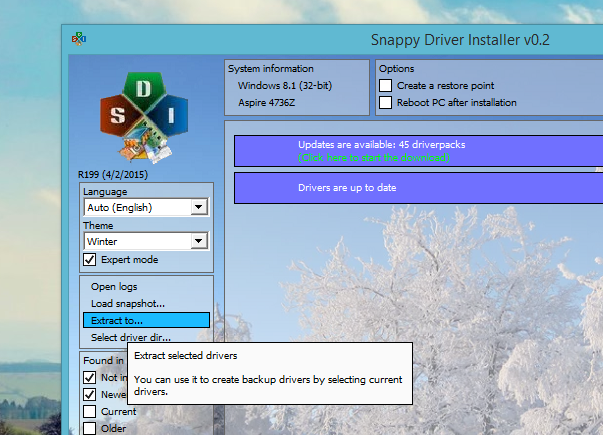 Snappy Driver Installer v0.2
S D I
System information
Windows 8.1 (32-bit)
Aspire 4736Z
Options
Create a restore point
Reboot PC after installation
Updates are available: 45 driverpacks
(Click here to start the download)
Drivers are up to date
R199 (4/2/2015)
Language
Auto (English)
Theme
Winter
Expert mode
Open logs
Load snapshot...
Extract to...
Select driver dir...
Extract selected drivers
You can use it to create backup drivers by selecting current
drivers.
Found in
Not in
Newe
Current
Older